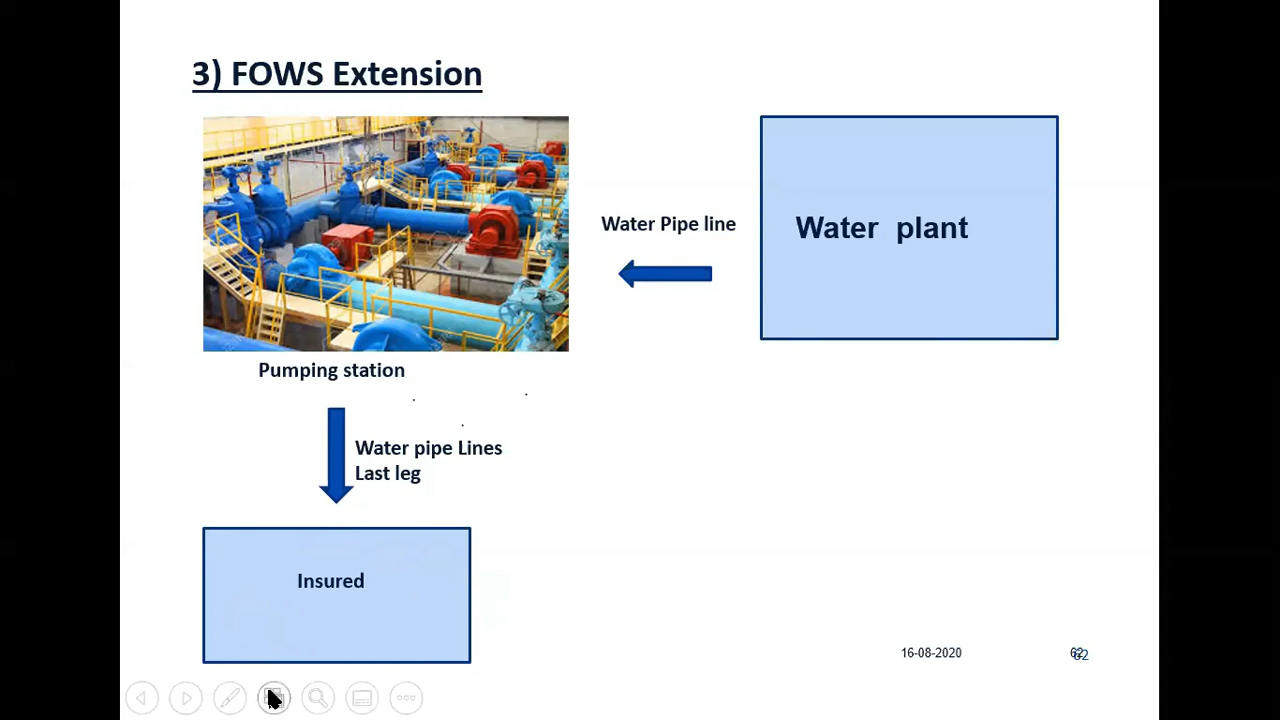 3) FOWS Extension
Water Pipe line
Water plant
Pumping station
Water pipe Lines
Last leg
Insured
16-08-2020
62